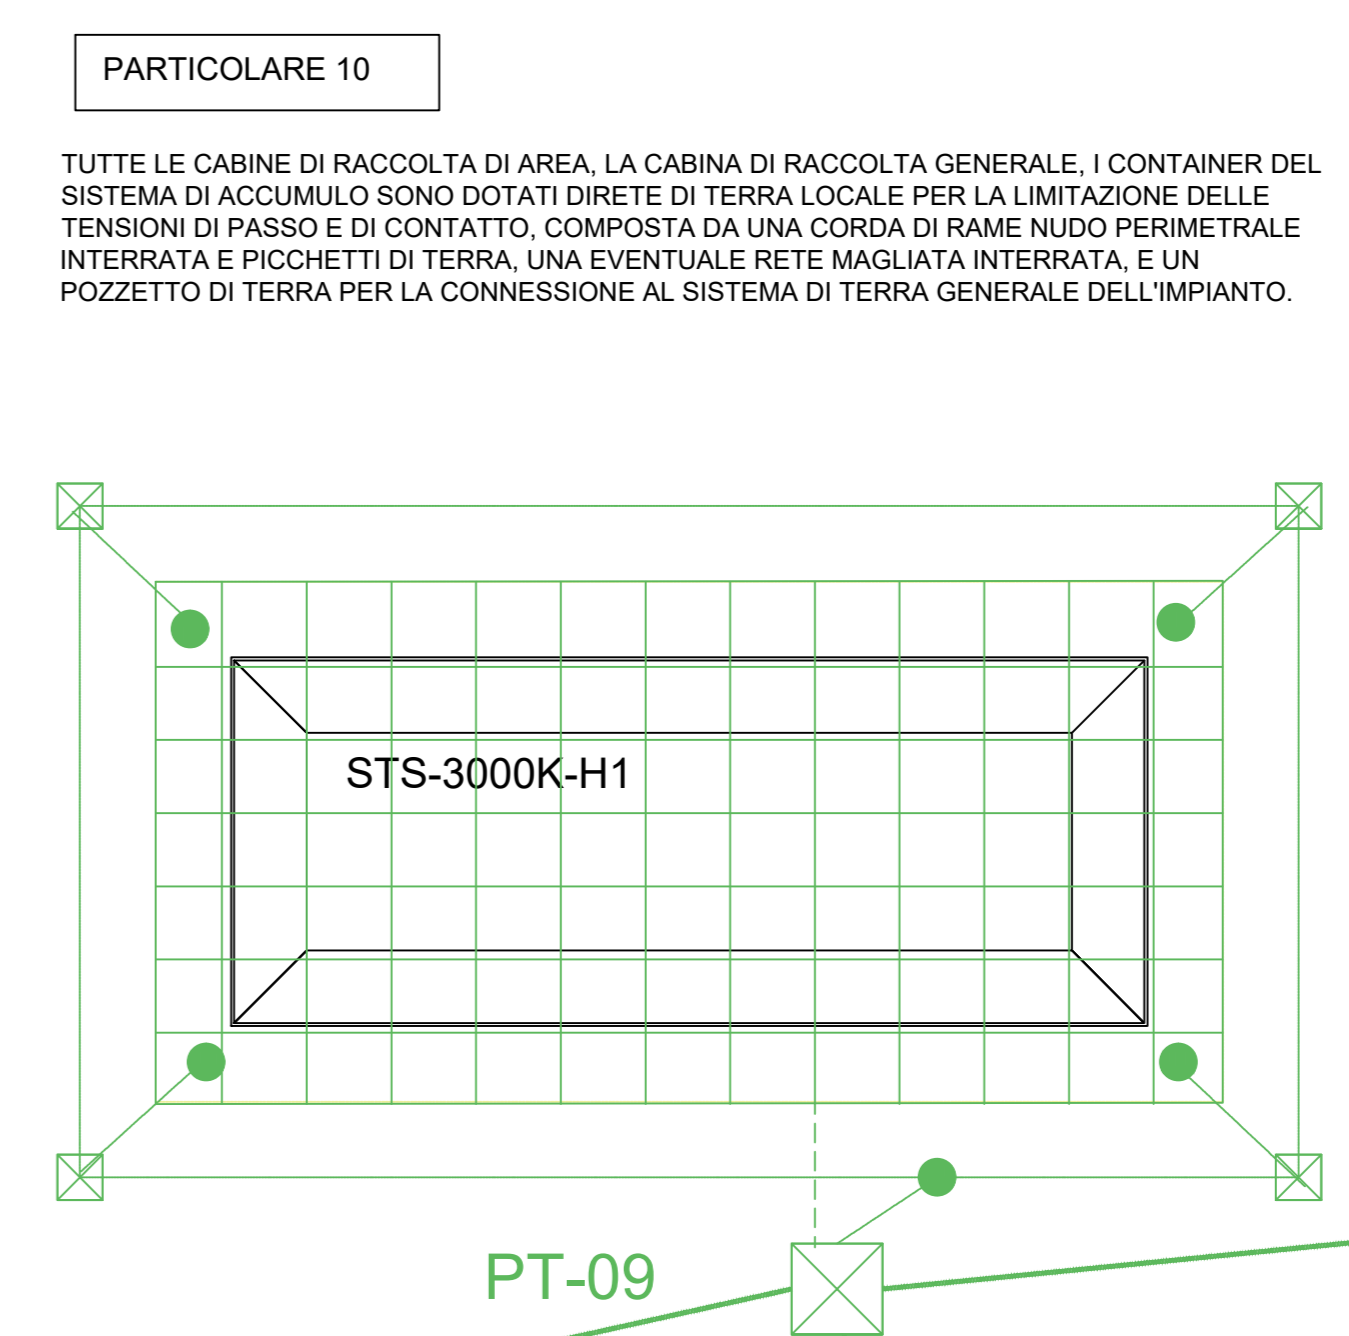 PARTICOLARE 10
TUTTE LE CABINE DI RACCOLTA DI AREA, LA CABINA DI RACCOLTA GENERALE, I CONTAINER DEL
SISTEMA DI ACCUMULO SONO DOTATI DIRETE DI TERRA LOCALE PER LA LIMITAZIONE DELLE
TENSIONI DI PASSO E DI CONTATTO, COMPOSTA DA UNA CORDA DI RAME NUDO PERIMETRALE
INTERRATA E PICCHETTI DI TERRA, UNA EVENTUALE RETE MAGLIATA INTERRATA, E UN
POZZETTO DI TERRA PER LA CONNESSIONE AL SISTEMA DI TERRA GENERALE DELL'IMPIANTO.
STS-3000K-H1
PT-09